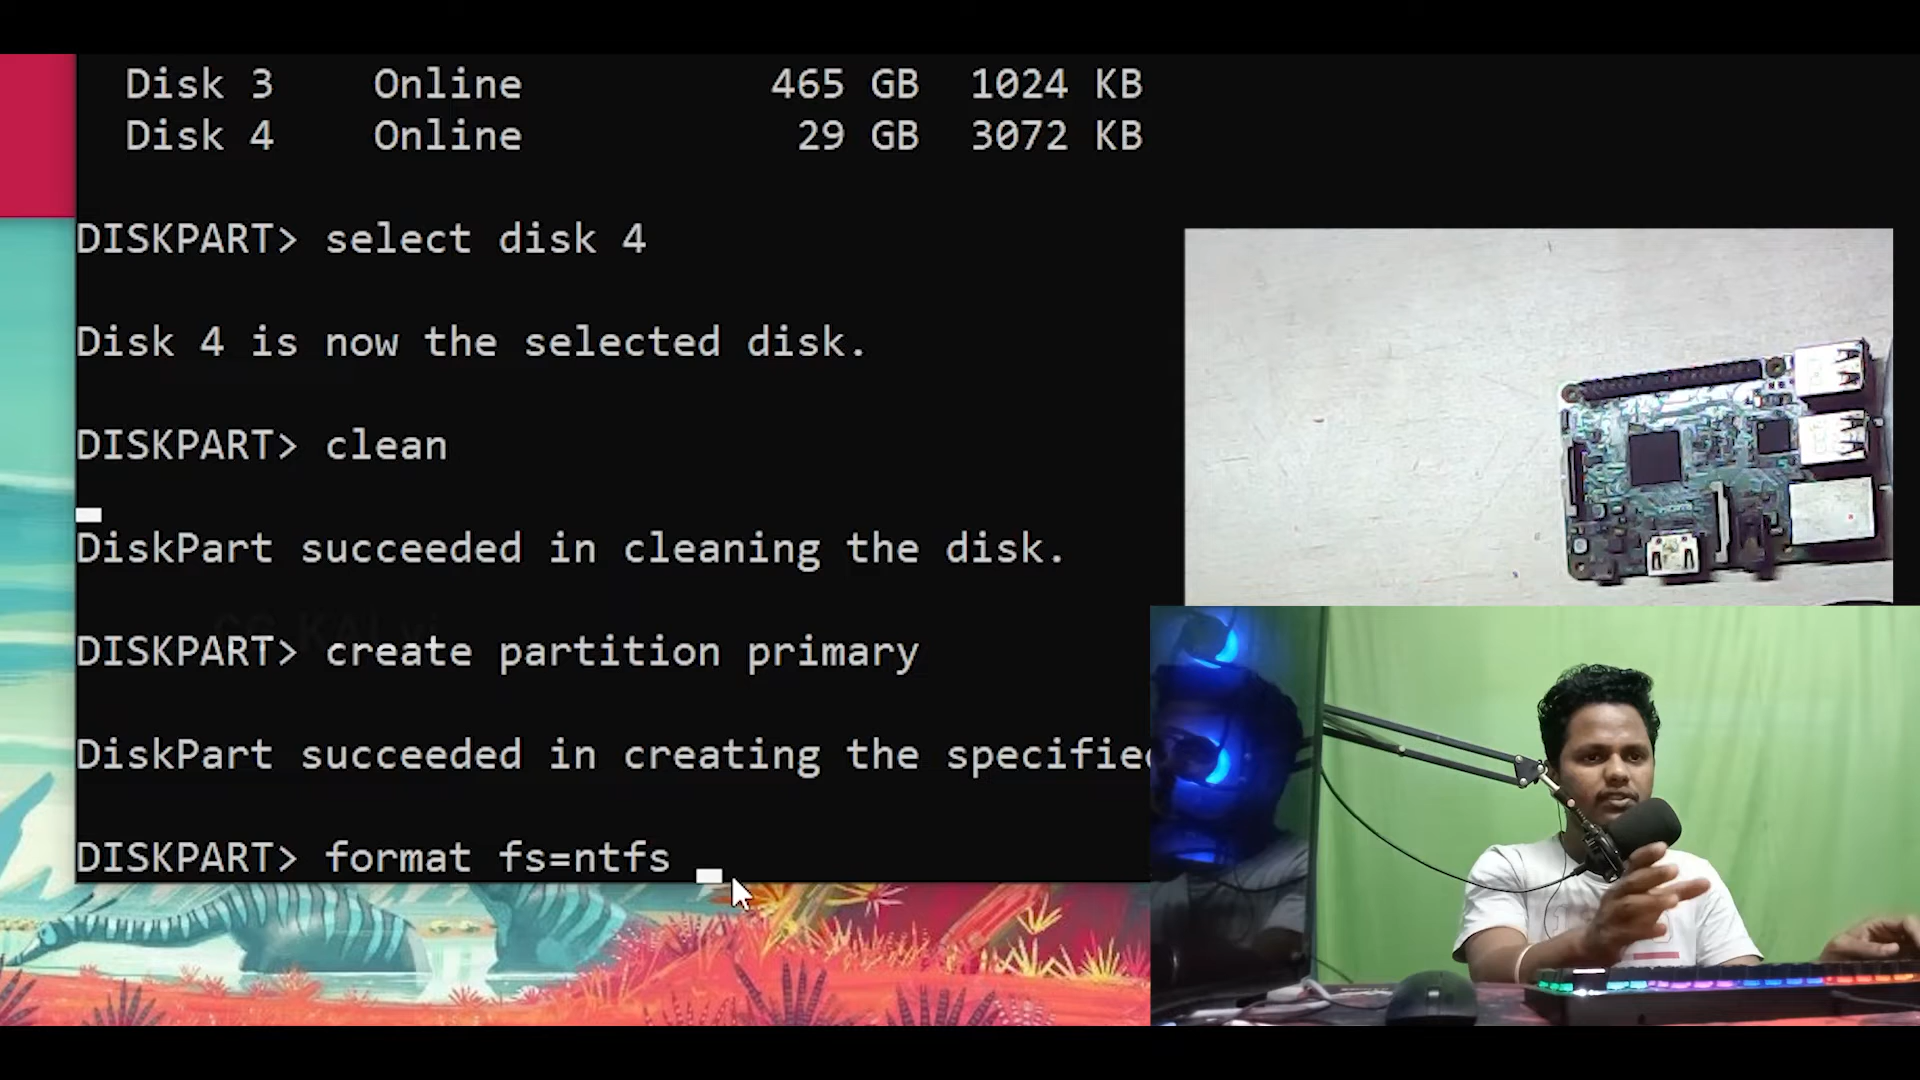 Disk 3 Online 465 GB 1024 KB
Disk 4 Online 29 GB 3072 KB
DISKPART> select disk 4
Disk 4 is now the selected disk.
DISKPART> clean
DiskPart succeeded in cleaning the disk.
DISKPART> create partition primary
DiskPart succeeded in creating the specified
DISKPART> format fs=ntfs